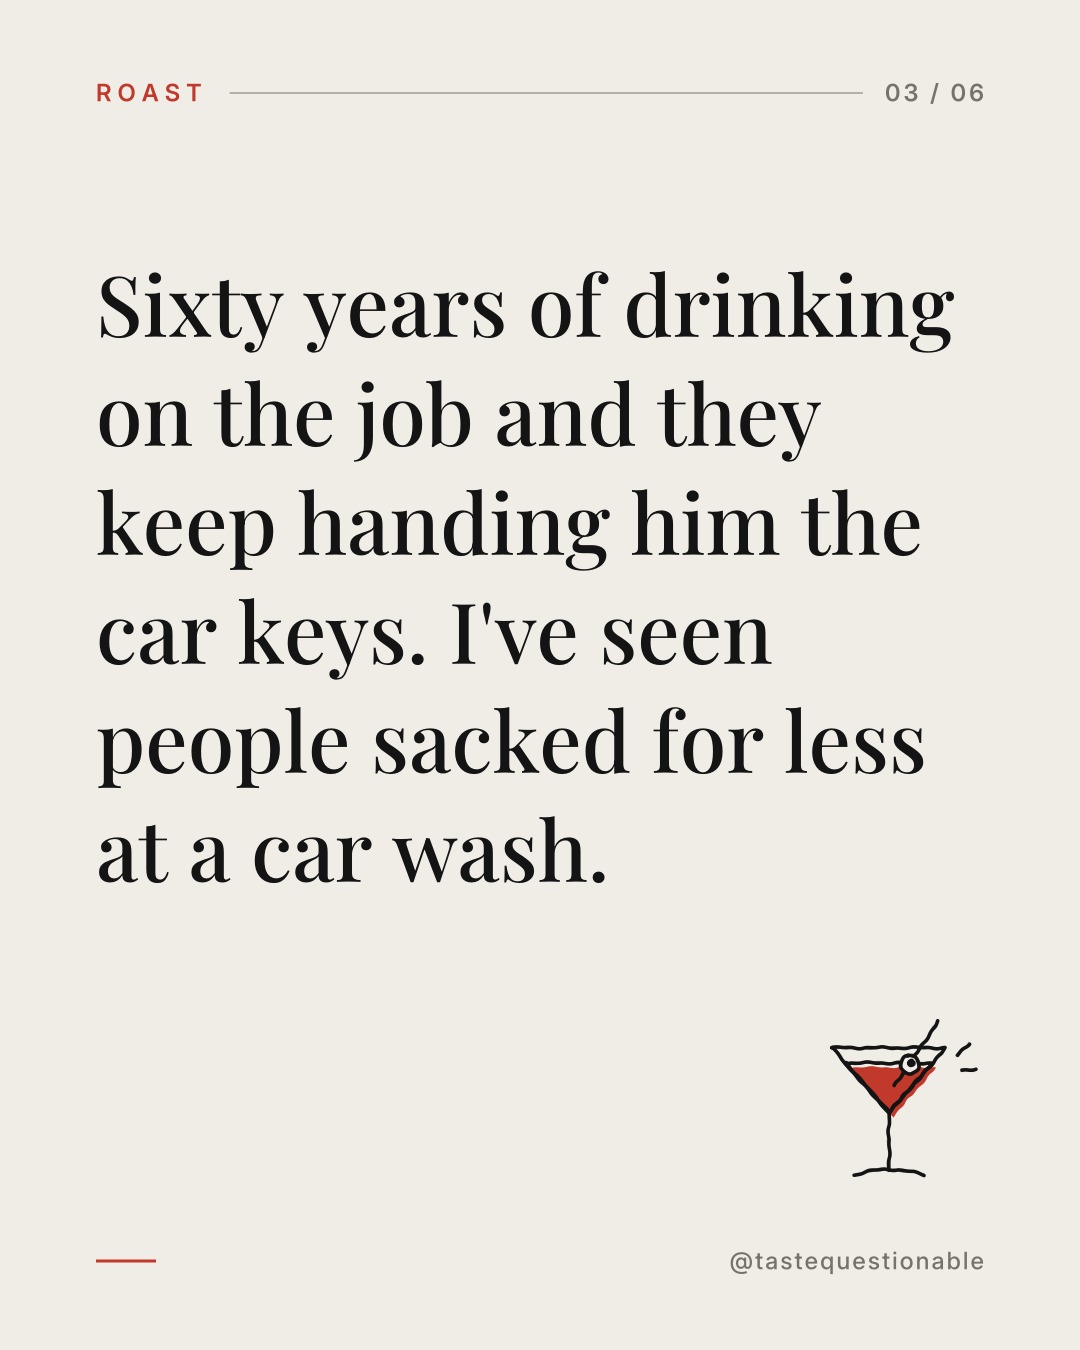 ROAST
03 / 06
Sixty years of drinking
on the job and they
keep handing him the
car keys. I've seen
people sacked for less
at a car wash.
@tastequestionable